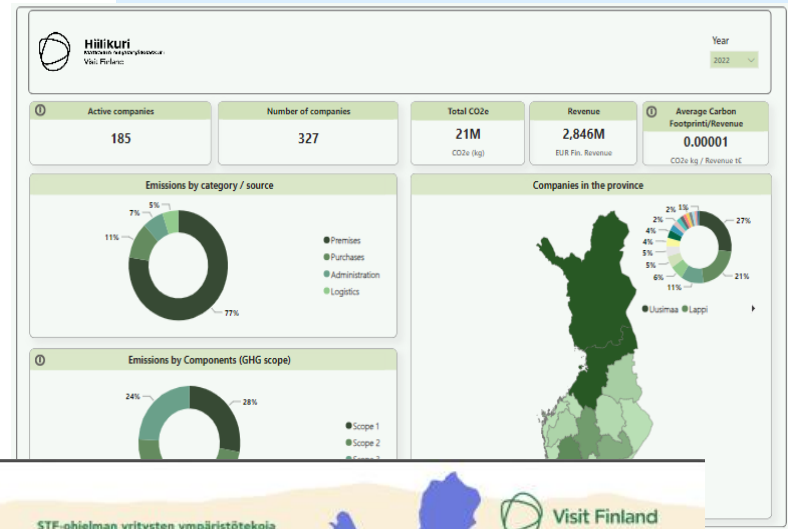 Hiilikuri
Visit Finland
Year
2022
Active companies
185
Number of companies
327
Total CO2e
21M
CO2e (kg)
Revenue
2,846M
EUR Fin. Revenue
Average Carbon
Footprinti/Revenue
0.00001
CO2e kg / Revenue t€
Emissions by category / source
5%
7%
11%
77%
Premises
Purchases
Administration
Logistics
Companies in the province
2% 1%
2%
4%
4%
5%
5%
6%
11%
21%
27%
Uusimaa Lappi
Emissions by Components (GHG scope)
24%
28%
Scope 1
Scope 2
STF-ohjelman yritysten ympäristötekoja
Visit Finland